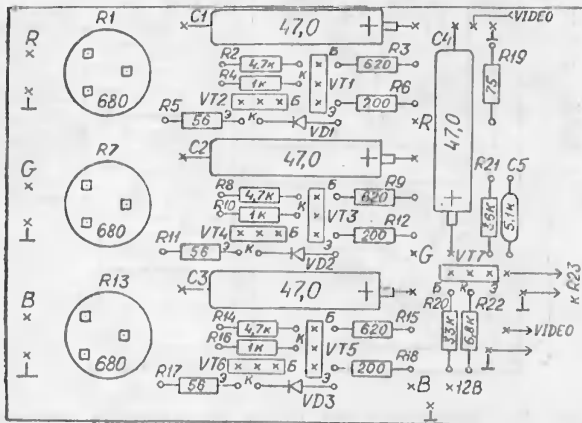 R1
C1
47,0
VIDEO
R
R2
4,7к
Б
R3
620
C4
R19
75
R4
1к
К
VT1
R6
200
680
R5
56
VT2
Б
Э
К
VD1
Э
R
47,0
R7
C2
47,0
R21
3,6к
C5
5,1к
G
R8
4,7к
Б
R9
620
R10
1к
К
VT3
R12
200
680
R11
56
VT4
Б
Э
К
VD2
Э
G
VT7
R13
C3
47,0
Б
К
Э
К R23
R20
33к
R22
6,8к
B
R14
4,7к
Б
R15
620
VIDEO
R16
1к
К
VT5
R18
200
680
R17
56
VT6
Б
Э
К
VD3
Э
B
12В